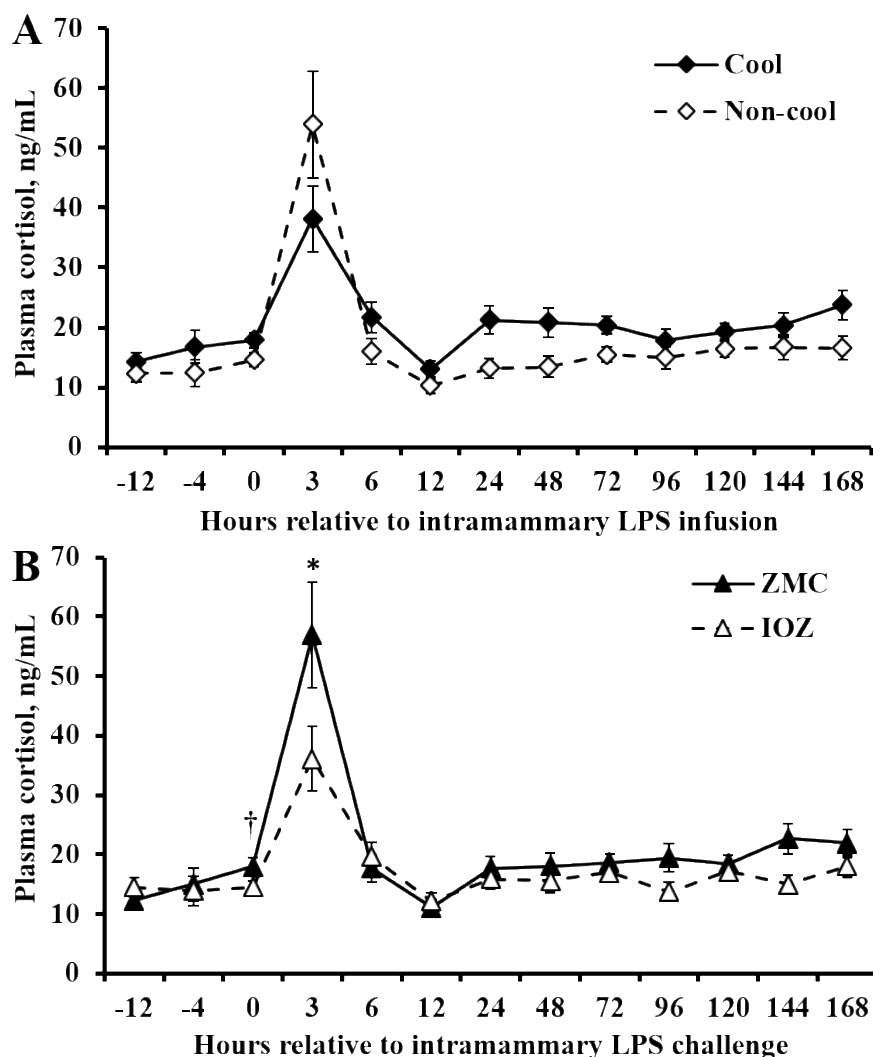 A
70
60
50
40
30
20
10
0
Plasma cortisol, ng/mL
Cool
Non-cool
-12 -4 0 3 6 12 24 48 72 96 120 144 168
Hours relative to intramammary LPS infusion
B
70
60
50
40
30
20
10
0
Plasma cortisol, ng/mL
*
†
ZMC
IOZ
-12 -4 0 3 6 12 24 48 72 96 120 144 168
Hours relative to intramammary LPS challenge